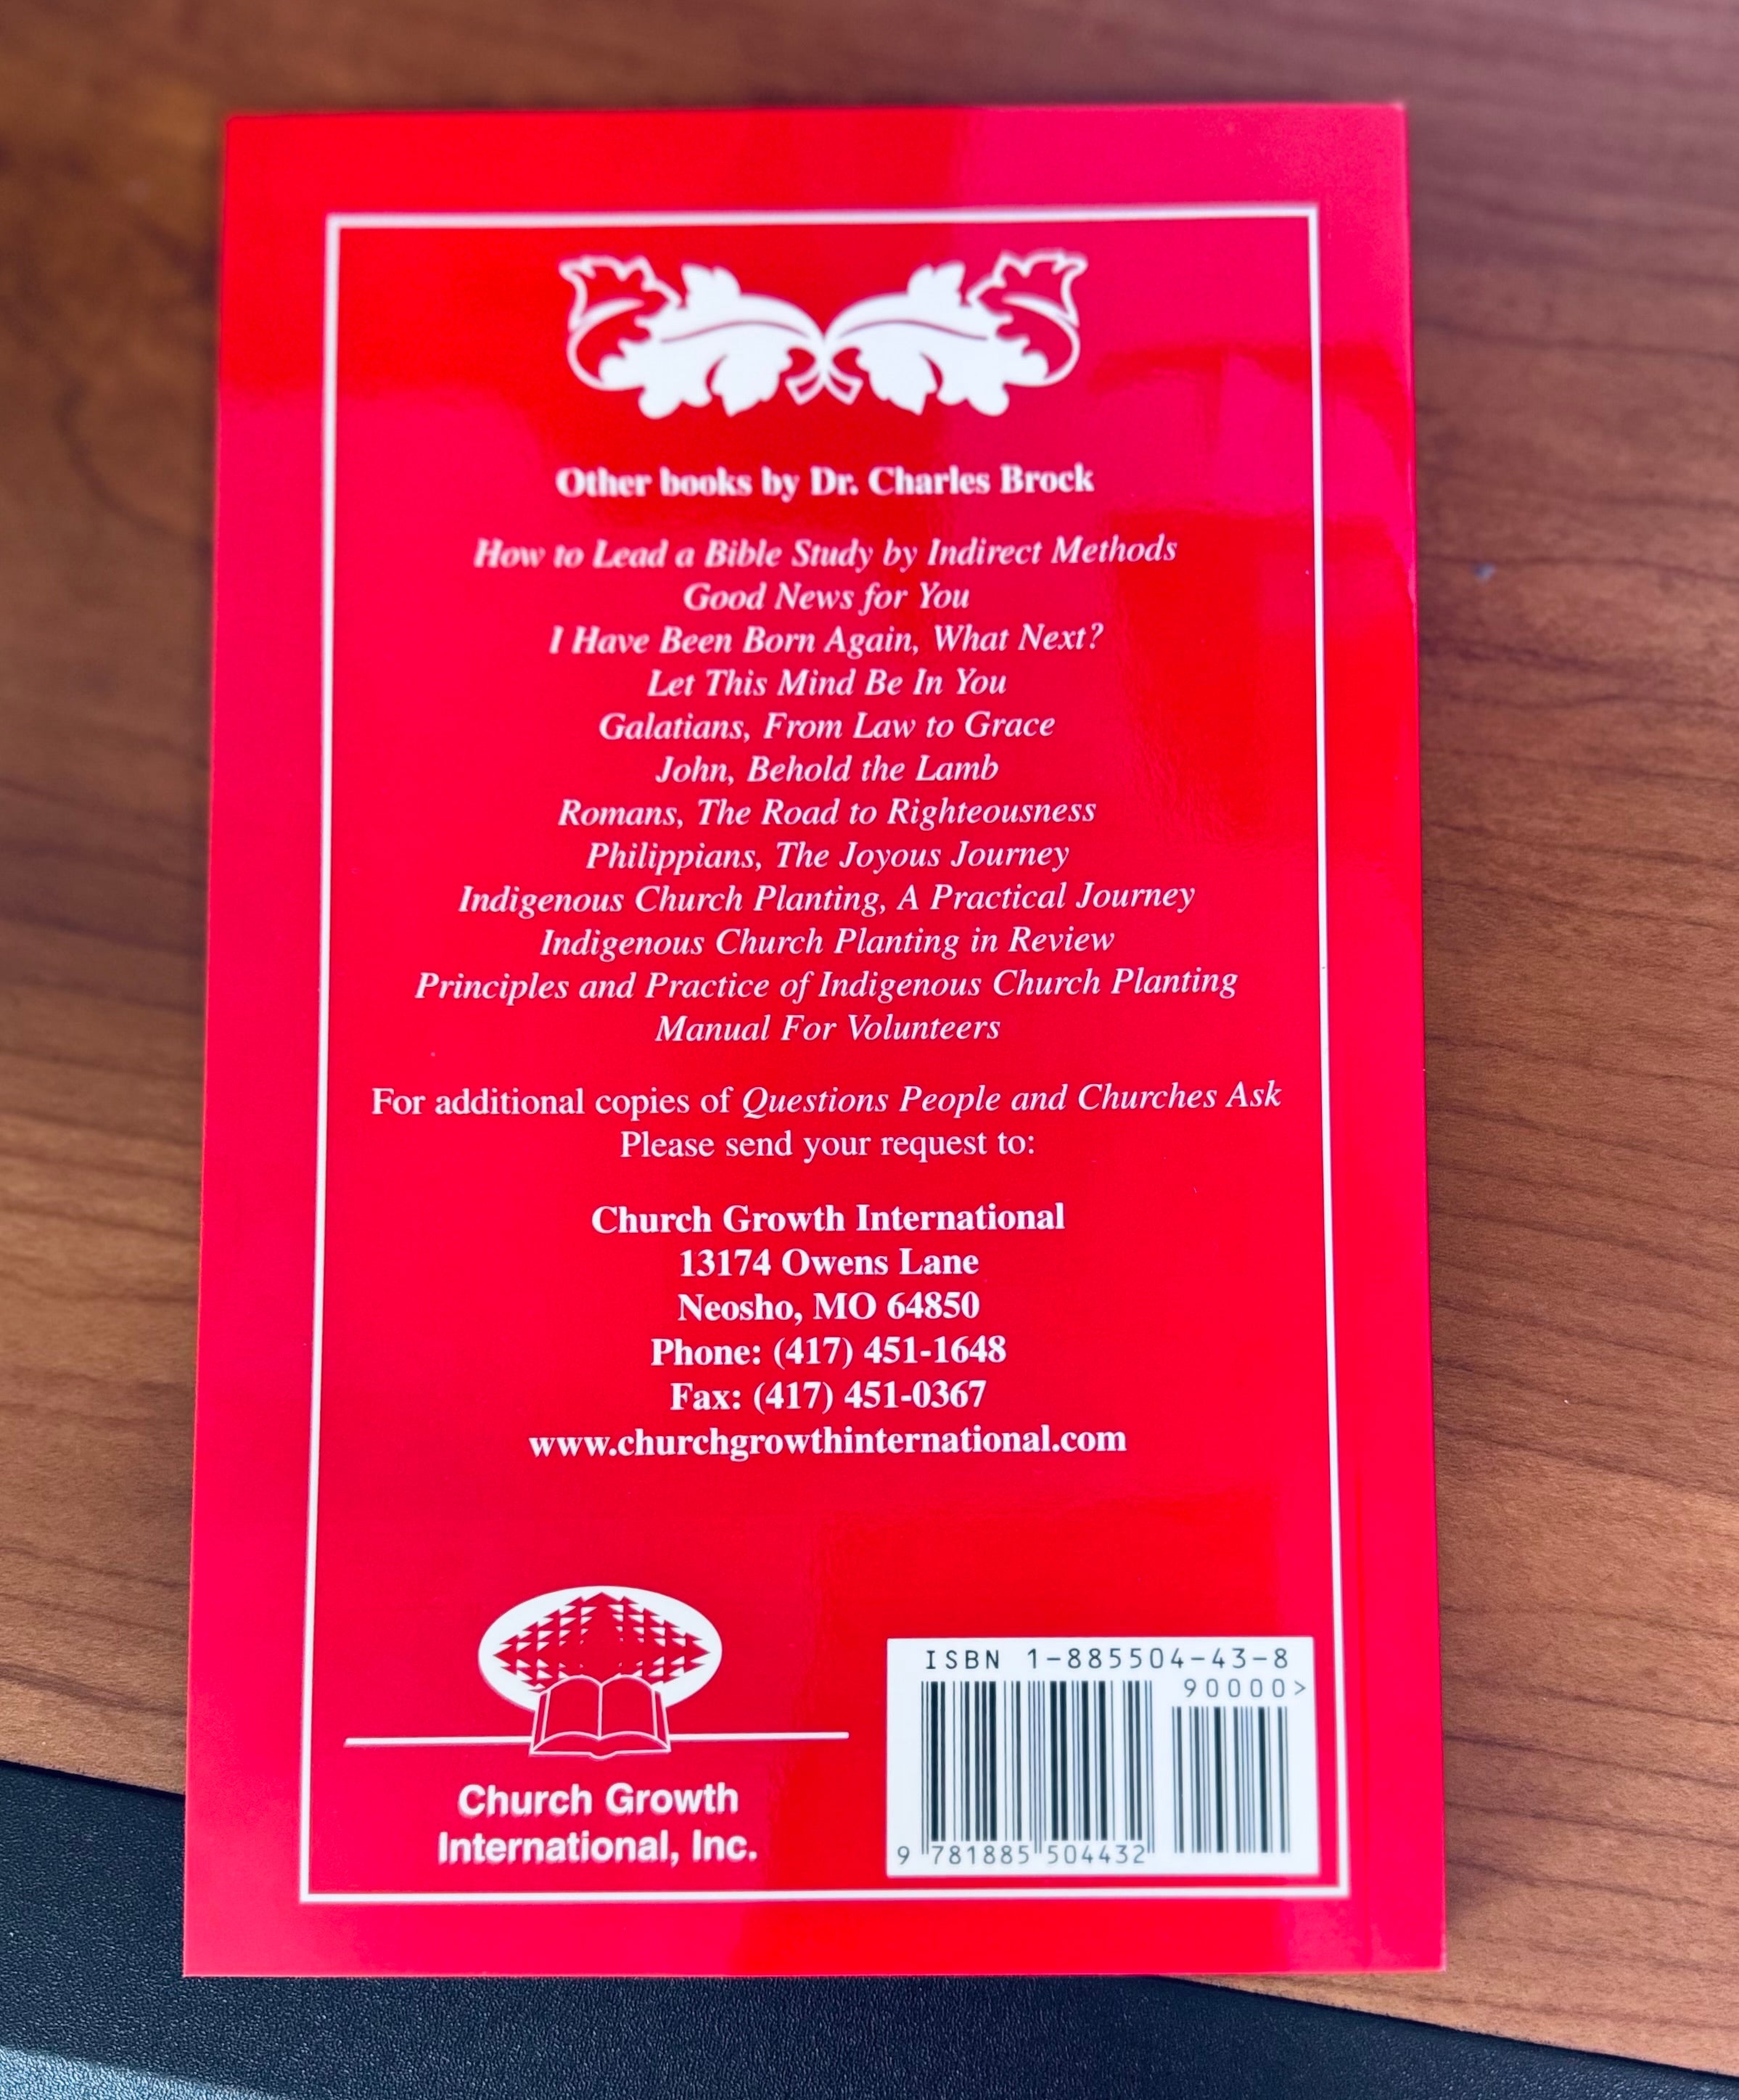 Other books by Dr. Charles Brock
How to Lead a Bible Study by Indirect Methods
Good News for You
I Have Been Born Again, What Next?
Let This Mind Be In You
Galatians, From Law to Grace
John, Behold the Lamb
Romans, The Road to Righteousness
Philippians, The Joyous Journey
Indigenous Church Planting, A Practical Journey
Indigenous Church Planting in Review
Principles and Practice of Indigenous Church Planting
Manual For Volunteers
For additional copies of Questions People and Churches Ask
Please send your request to:
Church Growth International
13174 Owens Lane
Neosho, MO 64850
Phone: (417) 451-1648
Fax: (417) 451-0367
www.churchgrowthinternational.com
Church Growth
International, Inc.
ISBN 1-885504-43-8
90000>
9 781885 504432